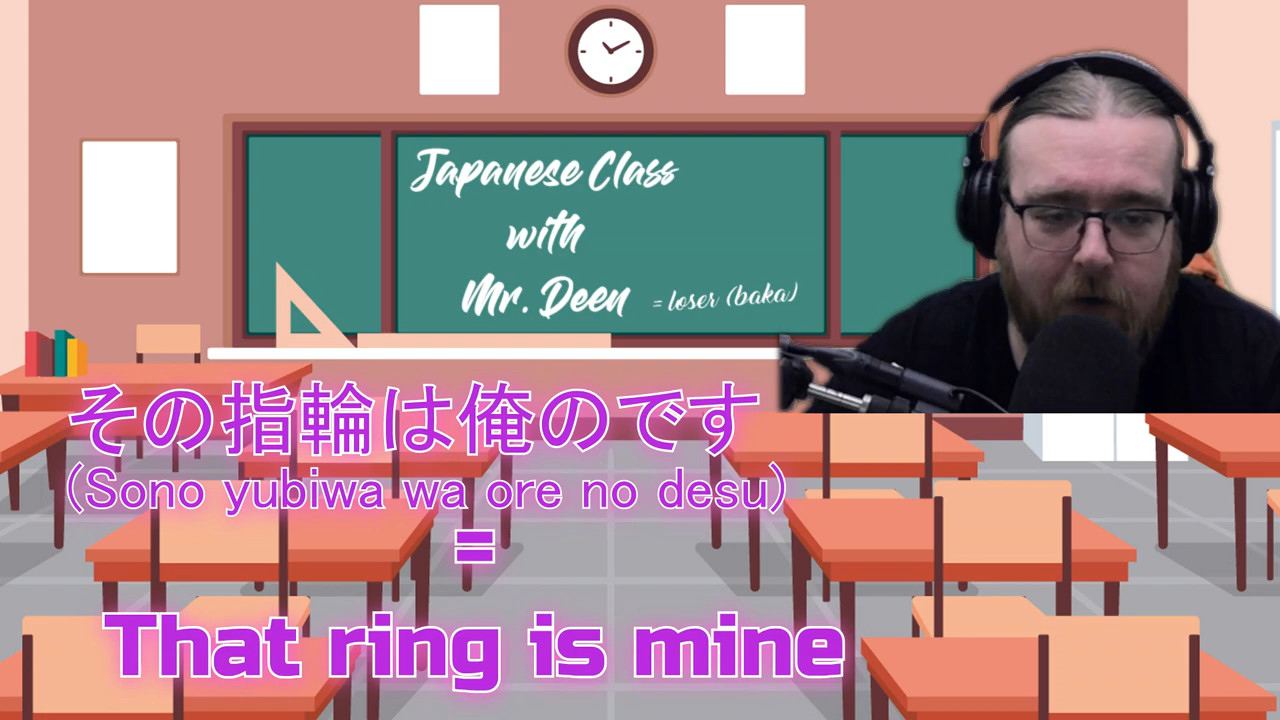 Japanese Class
with
Mr. Deen = loser (baka)
その指輪は俺のです
(Sono yubiwa wa ore no desu)
=
That ring is mine